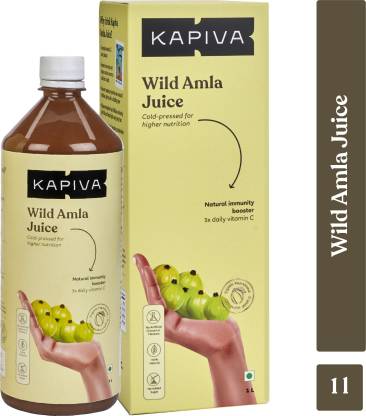 KAPIVA
Wild Amla
Juice
Cold-pressed for
higher nutrition
Natural immunity
booster
3x daily vitamin C
1 L
KAPIVA
Wild Amla
Juice
Cold-pressed for
higher nutrition
Natural immunity
booster
3x daily vitamin C
Wild Amla Juice
1 l